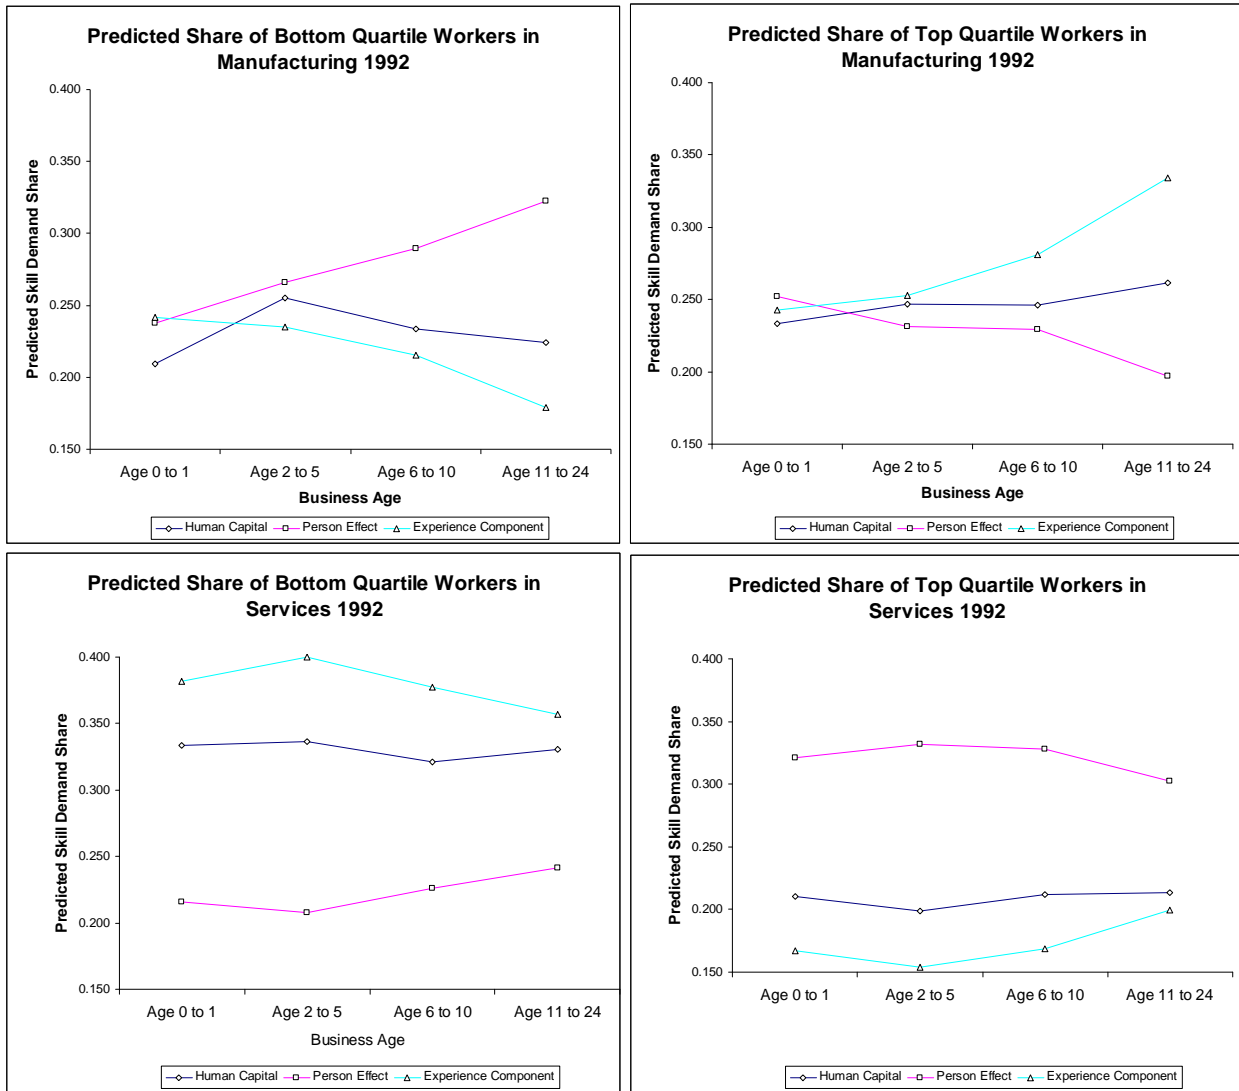 Predicted Share of Bottom Quartile Workers in
Manufacturing 1992
0.400
0.350
0.300
0.250
0.200
0.150
Predicted Skill Demand Share
Age 0 to 1
Age 2 to 5
Age 6 to 10
Age 11 to 24
Business Age
Human Capital
Person Effect
Experience Component
Predicted Share of Top Quartile Workers in
Manufacturing 1992
0.400
0.350
0.300
0.250
0.200
0.150
Predicted Skill Demand Share
Age 0 to 1
Age 2 to 5
Age 6 to 10
Age 11 to 24
Business Age
Human Capital
Person Effect
Experience Component
Predicted Share of Bottom Quartile Workers in
Services 1992
0.400
0.350
0.300
0.250
0.200
0.150
Predicted Skill Demand Share
Age 0 to 1
Age 2 to 5
Age 6 to 10
Age 11 to 24
Business Age
Human Capital
Person Effect
Experience Component
Predicted Share of Top Quartile Workers in
Services 1992
0.400
0.350
0.300
0.250
0.200
0.150
Predicted Skill Demand Share
Age 0 to 1
Age 2 to 5
Age 6 to 10
Age 11 to 24
Human Capital
Person Effect
Experience Component